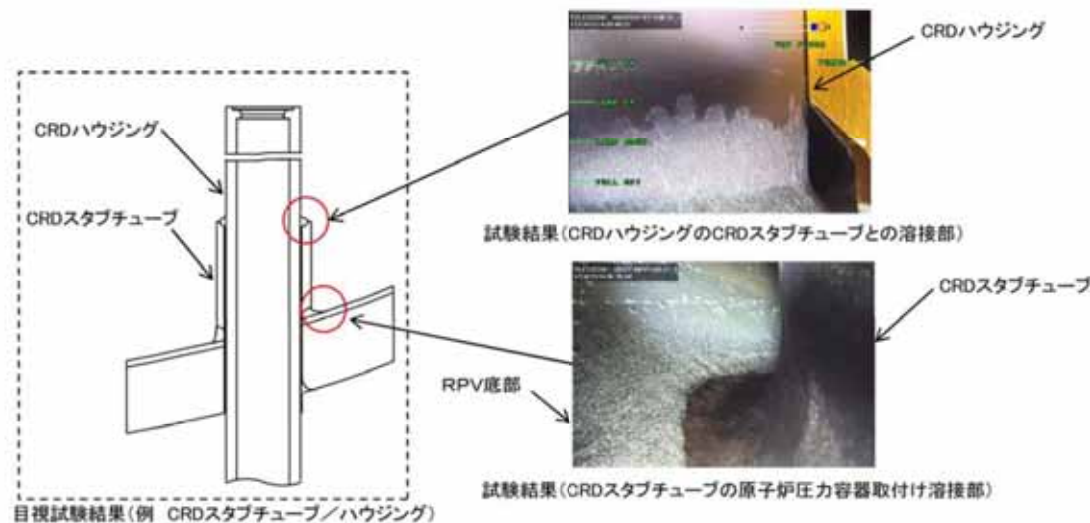 CRDハウジング
CRDハウジング
CRDスタブチューブ
試験結果(CRDハウジングのCRDスタブチューブとの溶接部)
CRDスタブチューブ
RPV底部
試験結果(CRDスタブチューブの原子炉圧力容器取付け溶接部)
目視試験結果(例 CRDスタブチューブ/ハウジング)